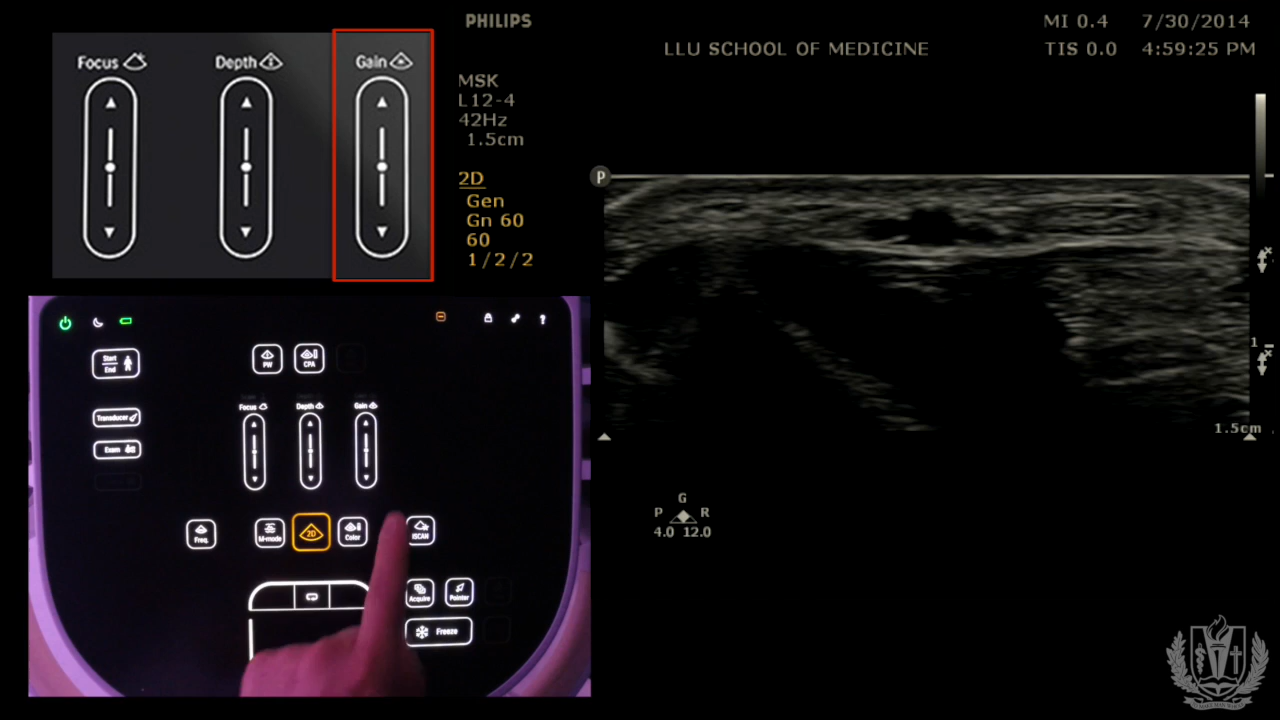 Focus
Depth
Gain
PHILIPS
MI 0.4
7/30/2014
LLU SCHOOL OF MEDICINE
TIS 0.0
4:59:25 PM
MSK
L12-4
42Hz
1.5cm
2D
Gen
Gn 60
60
1/2/2
P
1
1.5cm
G
P R
4.0 12.0
Start
End
PW
CPA
Transducer
Exam
Focus
Depth
Gain
Freq.
M-mode
2D
Color
iSCAN
Acquire
Pointer
Freeze